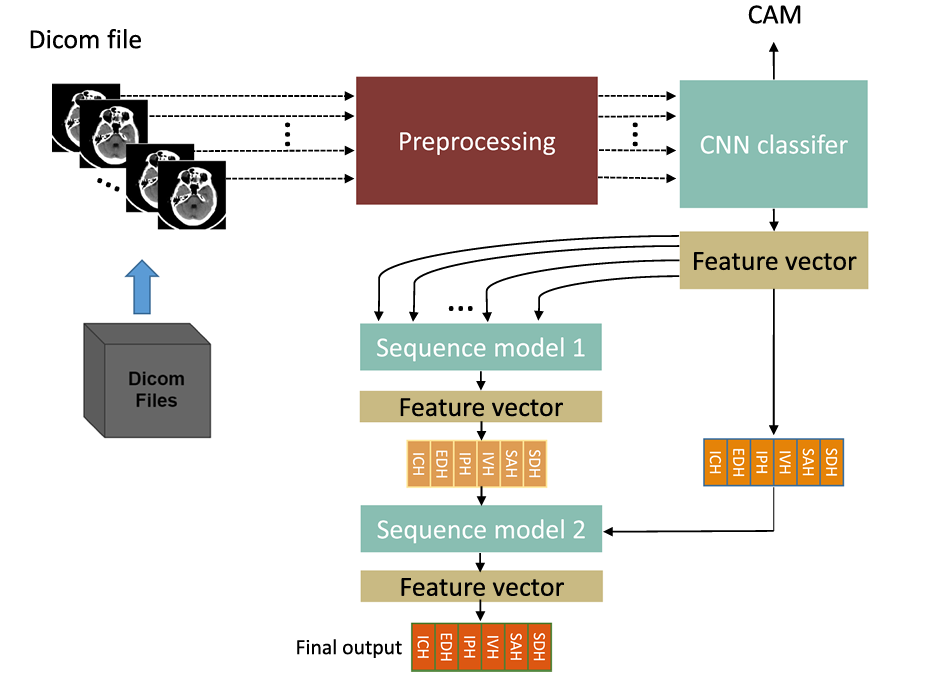 CAM
Dicom file
Preprocessing
CNN classifer
Feature vector
Sequence model 1
Dicom
Files
Feature vector
ICH EDH IPH IVH SAH SDH
ICH EDH IPH IVH SAH SDH
Sequence model 2
Feature vector
Final output
ICH EDH IPH IVH SAH SDH